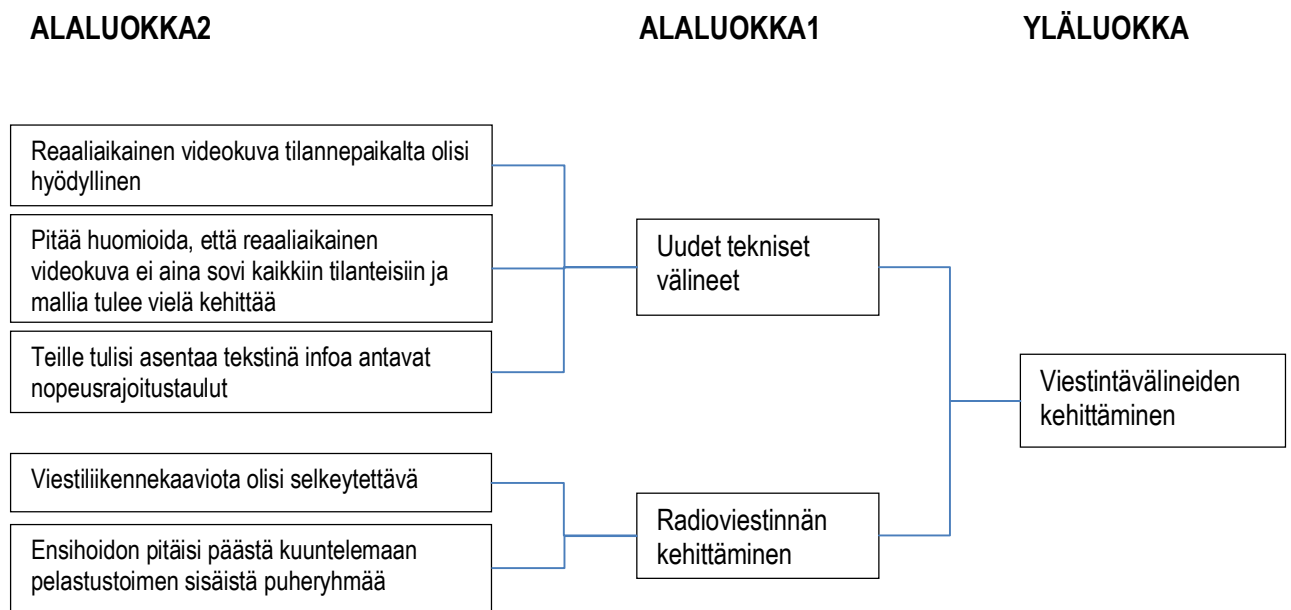 ALALUOKKA2
ALALUOKKA1
YLÄLUOKKA
Reaaliaikainen videokuva tilannepaikalta olisi
hyödyllinen
Pitää huomioida, että reaaliaikainen
videokuva ei aina sovi kaikkiin tilanteisiin ja
mallia tulee vielä kehittää
Teille tulisi asentaa tekstinä infoa antavat
nopeusrajoitustaulut
Viestiliikennekaaviota olisi selkeytettävä
Ensihoidon pitäisi päästä kuuntelemaan
pelastustoimen sisäistä puheryhmää
Uudet tekniset
välineet
Radioviestinnän
kehittäminen
Viestintävälineiden
kehittäminen